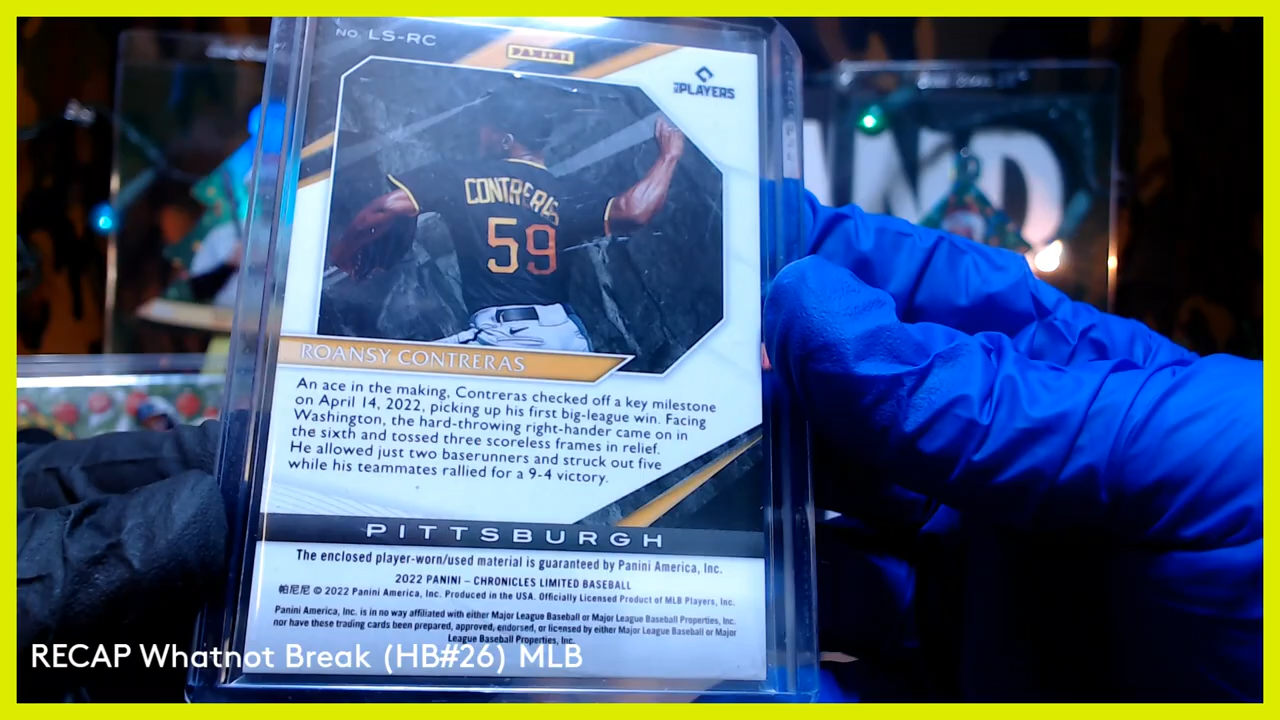 NO. LS-RC
PANINI
MLB PLAYERS
CONTRERAS
59
ROANSY CONTRERAS
An ace in the making, Contreras checked off a key milestone
on April 14, 2022, picking up his first big-league win. Facing
Washington, the hard-throwing right-hander came on in
the sixth and tossed three scoreless frames in relief.
He allowed just two baserunners and struck out five
while his teammates rallied for a 9-4 victory.
PITTSBURGH
The enclosed player-worn/used material is guaranteed by Panini America, Inc.
2022 PANINI – CHRONICLES LIMITED BASEBALL
帕尼尼 © 2022 Panini America, Inc. Produced in the USA. Officially Licensed Product of MLB Players, Inc.
Panini America, Inc. is in no way affiliated with either Major League Baseball or Major League Baseball Properties, Inc.
nor have these trading cards been prepared, approved, endorsed, or licensed by either Major League Baseball or Major
League Baseball Properties, Inc.
RECAP Whatnot Break (HB#26) MLB